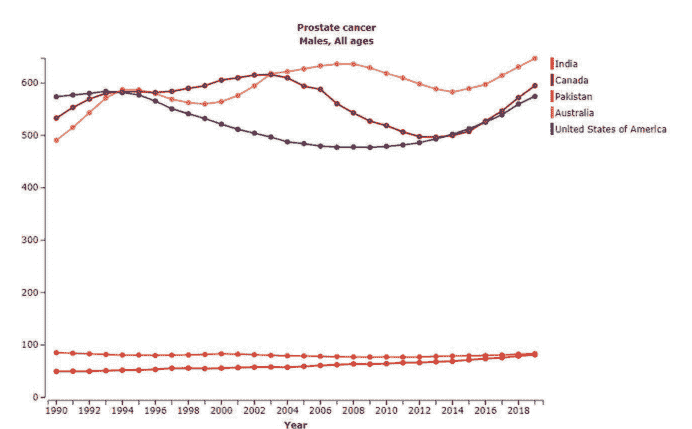 Prostate cancer
Males, All ages
India
Canada
Pakistan
Australia
United States of America
600
500
400
300
200
100
0
1990 1992 1994 1996 1998 2000 2002 2004 2006 2008 2010 2012 2014 2016 2018
Year